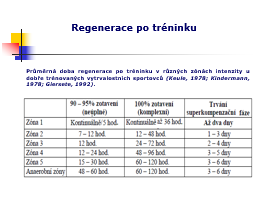 Regenerace po tréninku
Průměrná doba regenerace po tréninku v různých zónách intenzity u
dobře trénovaných vytrvalostních sportovců (Keule, 1978; Kindermann,
1978; Giersete, 1992).
90 – 95% zotavení (neúplné) 100% zotavení (komplexní) Trvání superkompenzační fáze
Zóna 1 Kontinuálně 5 hod. Kontinuálně až 36 hod. Až dva dny
Zóna 2 7 – 12 hod. 12 – 48 hod. 1 – 3 dny
Zóna 3 12 hod. 24 – 72 hod. 2 – 4 dny
Zóna 4 12 – 24 hod. 48 – 96 hod. 3 – 5 dny
Zóna 5 15 – 30 hod. 60 – 120 hod. 3 – 6 dny
Anaerobní zóny 48 – 60 hod. 60 – 120 hod. 3 – 6 dny